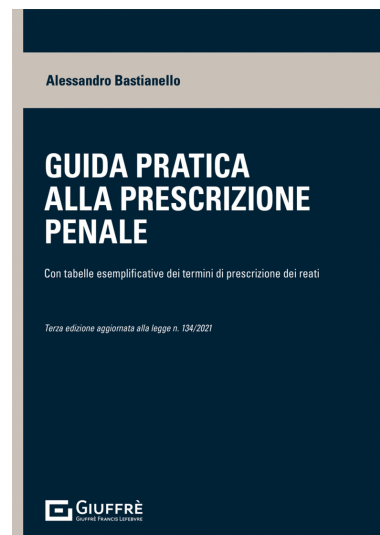 Alessandro Bastianello
GUIDA PRATICA
ALLA PRESCRIZIONE
PENALE
Con tabelle esemplificative dei termini di prescrizione dei reati
Terza edizione aggiornata alla legge n. 134/2021
GIUFFRÈ
GIUFFRÈ FRANCIS LEFEBVRE